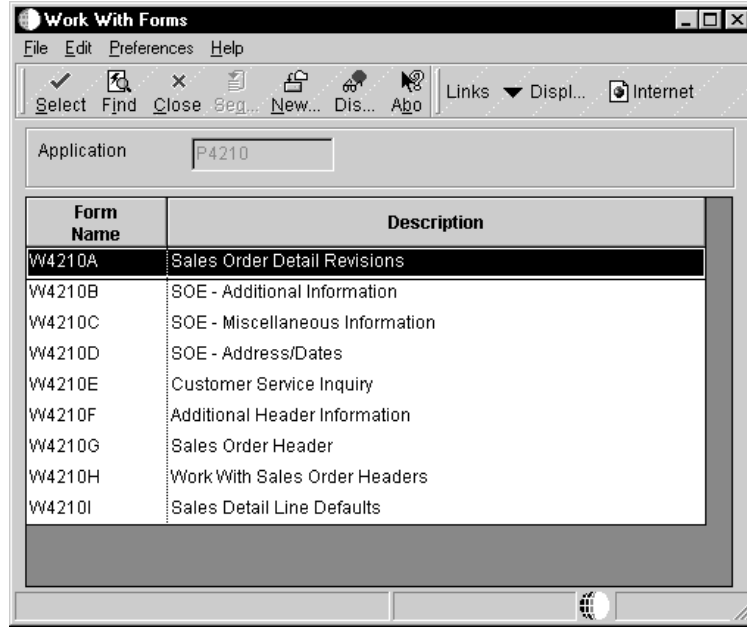 Work With Forms
File Edit Preferences Help
Select Find Close Seq... New... Dis... Abo Links Displ... Internet
Application P4210
Form Name Description
W4210A Sales Order Detail Revisions
W4210B SOE - Additional Information
W4210C SOE - Miscellaneous Information
W4210D SOE - Address/Dates
W4210E Customer Service Inquiry
W4210F Additional Header Information
W4210G Sales Order Header
W4210H Work With Sales Order Headers
W4210I Sales Detail Line Defaults